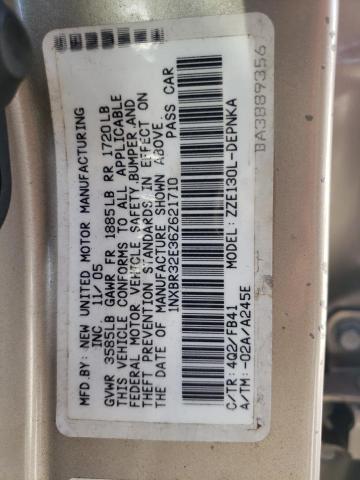 MFD.BY: NEW UNITED MOTOR MANUFACTURING
INC. 11/05
GVWR 3585LB GAWR FR 1885LB RR 1720LB
THIS VEHICLE CONFORMS TO ALL APPLICABLE
FEDERAL MOTOR VEHICLE SAFETY,BUMPER,AND
THEFT PREVENTION STANDARDS IN EFFECT ON
THE DATE OF MANUFACTURE SHOWN ABOVE.
1NXBR32E36Z621710 PASS CAR
MODEL: ZZE130L-DEPNKA
C/TR: 4Q2/FB41
A/TM: -02A/A245E
BA3B89356